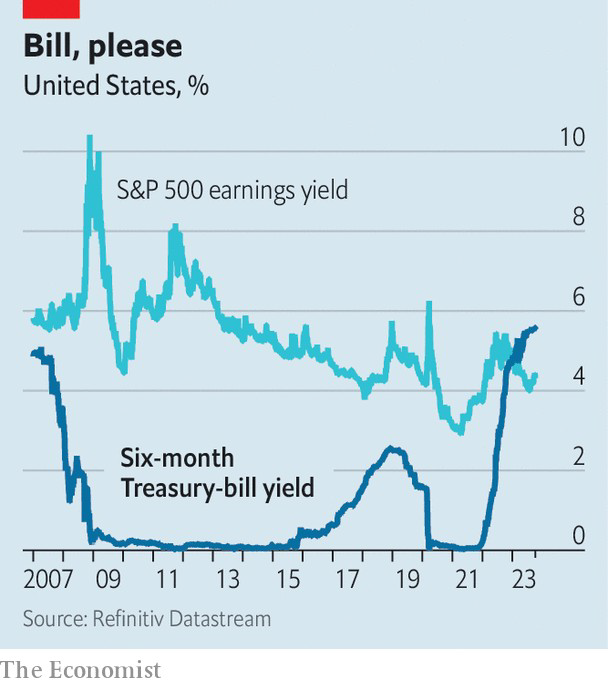 Bill, please
United States, %
10
S&P 500 earnings yield
8
6
4
Six-month
Treasury-bill yield
2
0
2007 09 11 13 15 17 19 21 23
Source: Refinitiv Datastream
The Economist